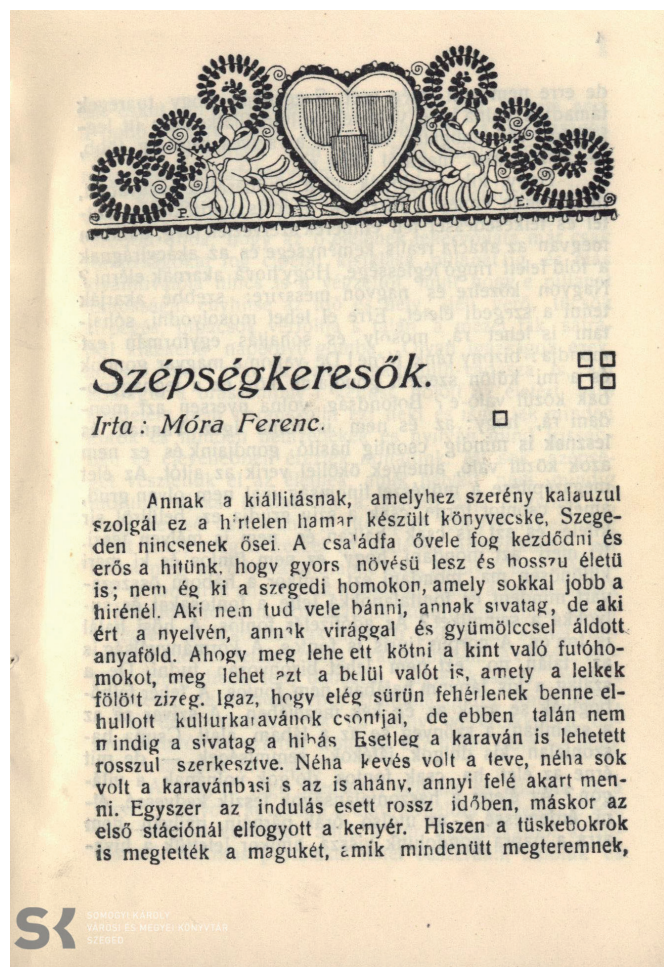 P. E.
Szépségkeresők.
Irta: Móra Ferenc.
Annak a kiállitásnak, amelyhez szerény kalauzul
szolgál ez a hirtelen hamar készült könyvecske, Szege-
den nincsenek ősei. A csa'ádfa ővele fog kezdődni és
erős a hitünk, hogy gyors növésü lesz és hosszu életü
is; nem ég ki a szegedi homokon, amely sokkal jobb a
hirénél. Aki nem tud vele bánni, annak sivatag, de aki
ért a nyelvén, annak virággal és gyümölccsel áldott
anyaföld. Ahogy meg lehetett kötni a kint való futóho-
mokot, meg lehet azt a belül valót is, amely a lelkek
fölött zizeg. Igaz, hogy elég sürün fehérlenek benne el-
hullott kulturkaravánok csontjai, de ebben talán nem
mindig a sivatag a hibás Esetleg a karaván is lehetett
rosszul szerkesztve. Néha kevés volt a teve, néha sok
volt a karavánbasi s az is ahány, annyi felé akart men-
ni. Egyszer az indulás esett rossz időben, máskor az
első stációnál elfogyott a kenyér. Hiszen a tüskebokrok
is megtették a magukét, amik mindenütt megteremnek,
SK
SOMOGYI KÁROLY
VÁROSI ÉS MEGYEI KÖNYVTÁR
SZEGED